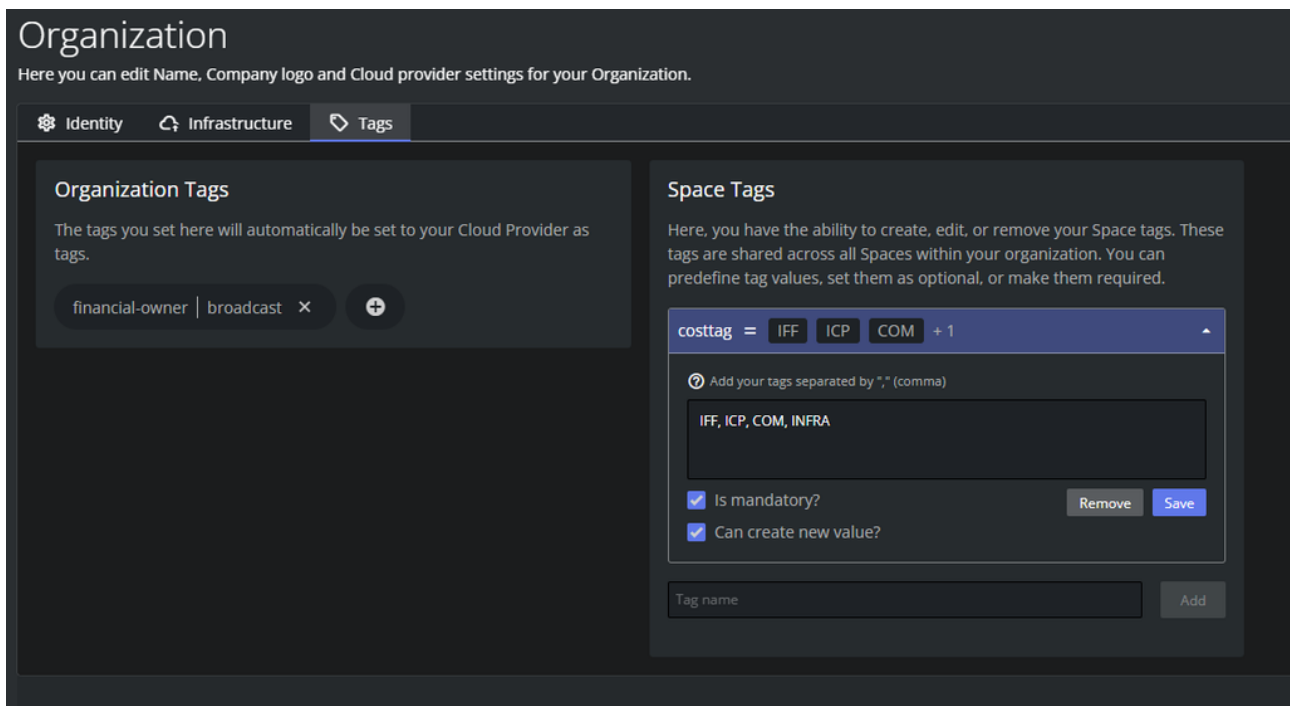 Organization
Here you can edit Name, Company logo and Cloud provider settings for your Organization.
Identity
Infrastructure
Tags
Organization Tags
The tags you set here will automatically be set to your Cloud Provider as
tags.
financial-owner | broadcast ×
Space Tags
Here, you have the ability to create, edit, or remove your Space tags. These
tags are shared across all Spaces within your organization. You can
predefine tag values, set them as optional, or make them required.
costtag = IFF ICP COM + 1
Add your tags separated by "," (comma)
IFF, ICP, COM, INFRA
Is mandatory?
Remove
Save
Can create new value?
Tag name
Add